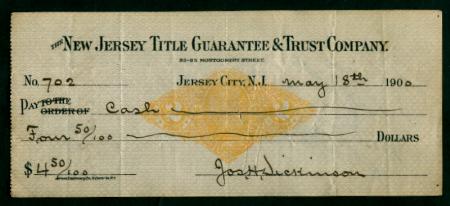 THE NEW JERSEY TITLE GUARANTEE & TRUST COMPANY.
83-85 MONTGOMERY STREET.
No. 702 JERSEY CITY, N.J. May 18th 1900
PAY TO THE ORDER OF Cash
Four 50/100 DOLLARS
$4 50/100 Jos. H. Dickinson